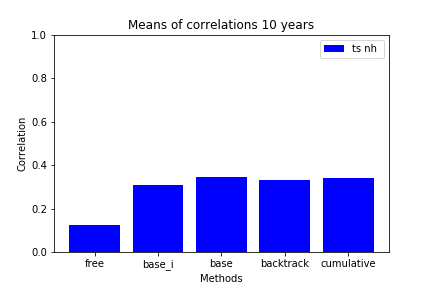 Means of correlations 10 years
1.0
0.8
0.6
0.4
0.2
0.0
Correlation
ts nh
free base_i base backtrack cumulative
Methods